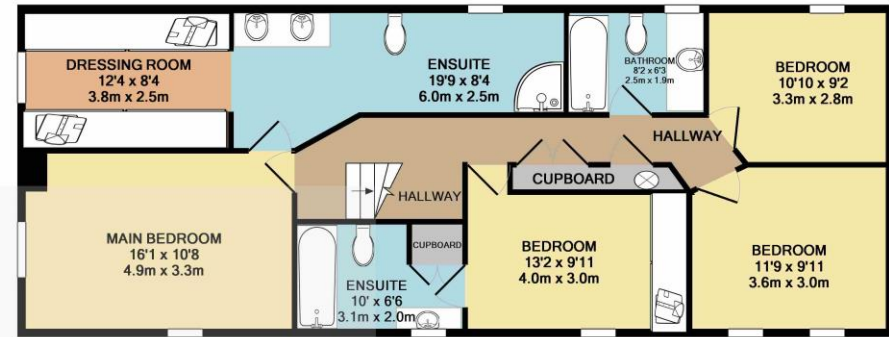 DRESSING ROOM
12'4 x 8'4
3.8m x 2.5m
ENSUITE
19'9 x 8'4
6.0m x 2.5m
BATHROOM
8'2 x 6'3
2.5m x 1.9m
BEDROOM
10'10 x 9'2
3.3m x 2.8m
HALLWAY
CUPBOARD
HALLWAY
MAIN BEDROOM
16'1 x 10'8
4.9m x 3.3m
CUPBOARD
ENSUITE
10' x 6'6
3.1m x 2.0m
BEDROOM
13'2 x 9'11
4.0m x 3.0m
BEDROOM
11'9 x 9'11
3.6m x 3.0m